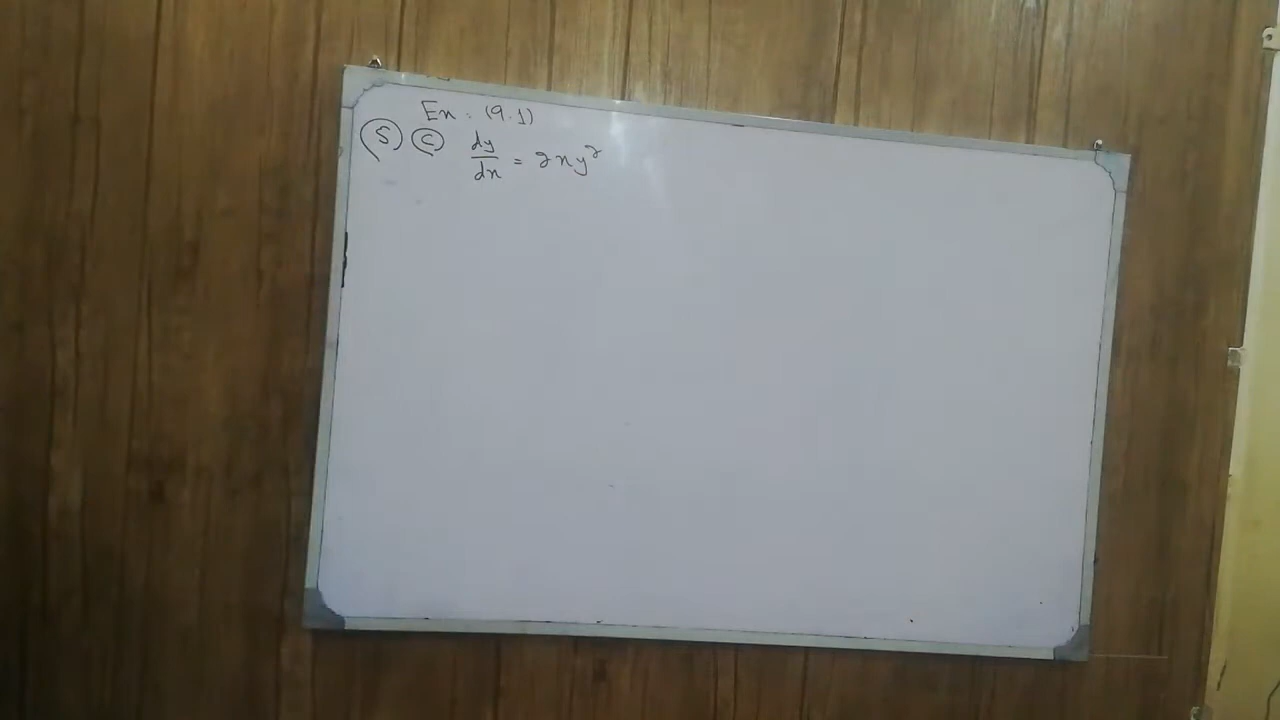 Ex : (9.1)
(5) (c) dy/dx = 2xy²